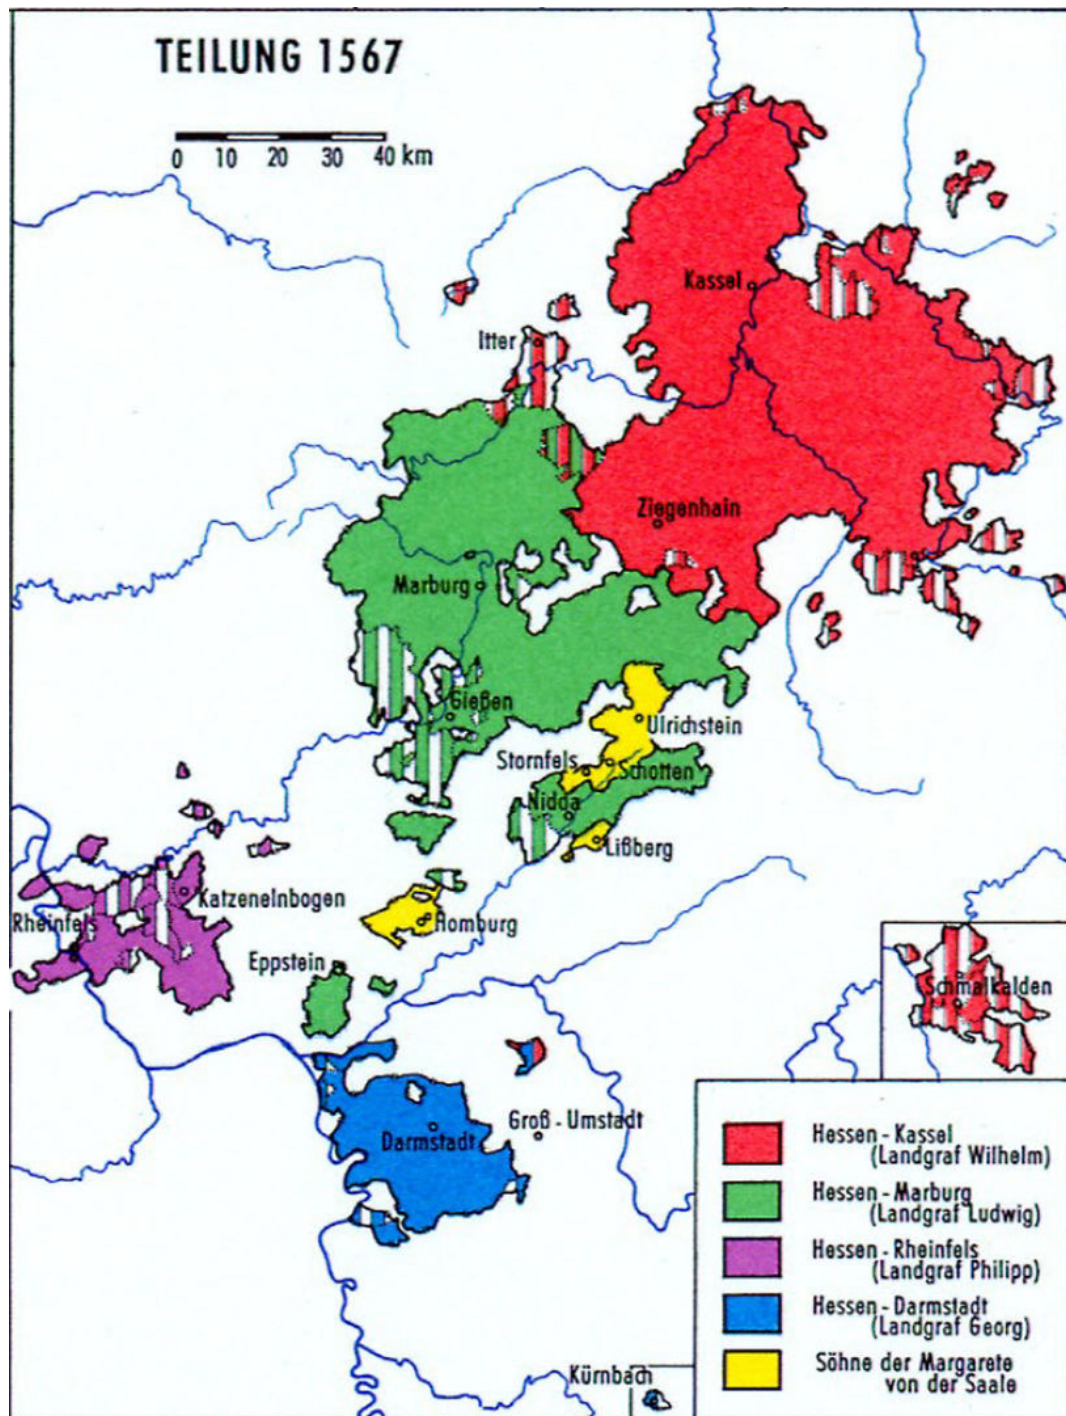 TEILUNG 1567
0 10 20 30 40 km
Kassel
Itter
Ziegenhain
Marburg
Gießen
Ulrichstein
Stornfels
Schotten
Nidda
Lißberg
Katzenelnbogen
Rheinfels
Homburg
Eppstein
Schmalkalden
Groß-Umstadt
Darmstadt
Hessen-Kassel
(Landgraf Wilhelm)
Hessen-Marburg
(Landgraf Ludwig)
Hessen-Rheinfels
(Landgraf Philipp)
Hessen-Darmstadt
(Landgraf Georg)
Söhne der Margarete
von der Saale
Kürnbach